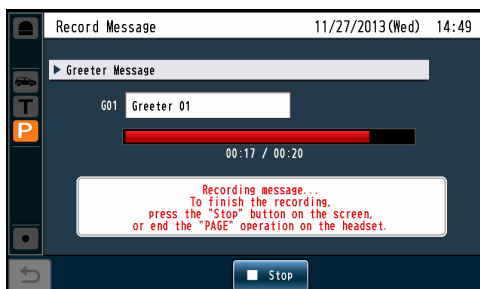 Record Message 11/27/2013(Wed) 14:49
Greeter Message
G01 Greeter 01
T
P
00:17 / 00:20
Recording message...
To finish the recording,
press the "Stop" button on the screen,
or end the "PAGE" operation on the headset.
Stop